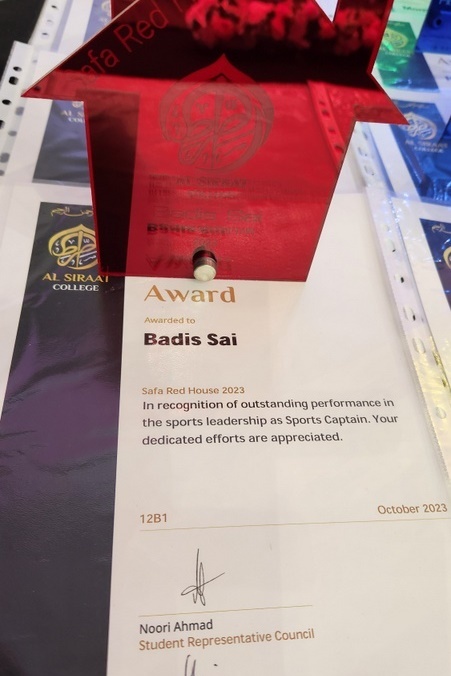 Safa Red
AL SIRAAT
AL SIRAAT
COLLEGE
Award
Awarded to
Badis Sai
Safa Red House 2023
In recognition of outstanding performance in
the sports leadership as Sports Captain. Your
dedicated efforts are appreciated.
12B1
October 2023
Noori Ahmad
Student Representative Council